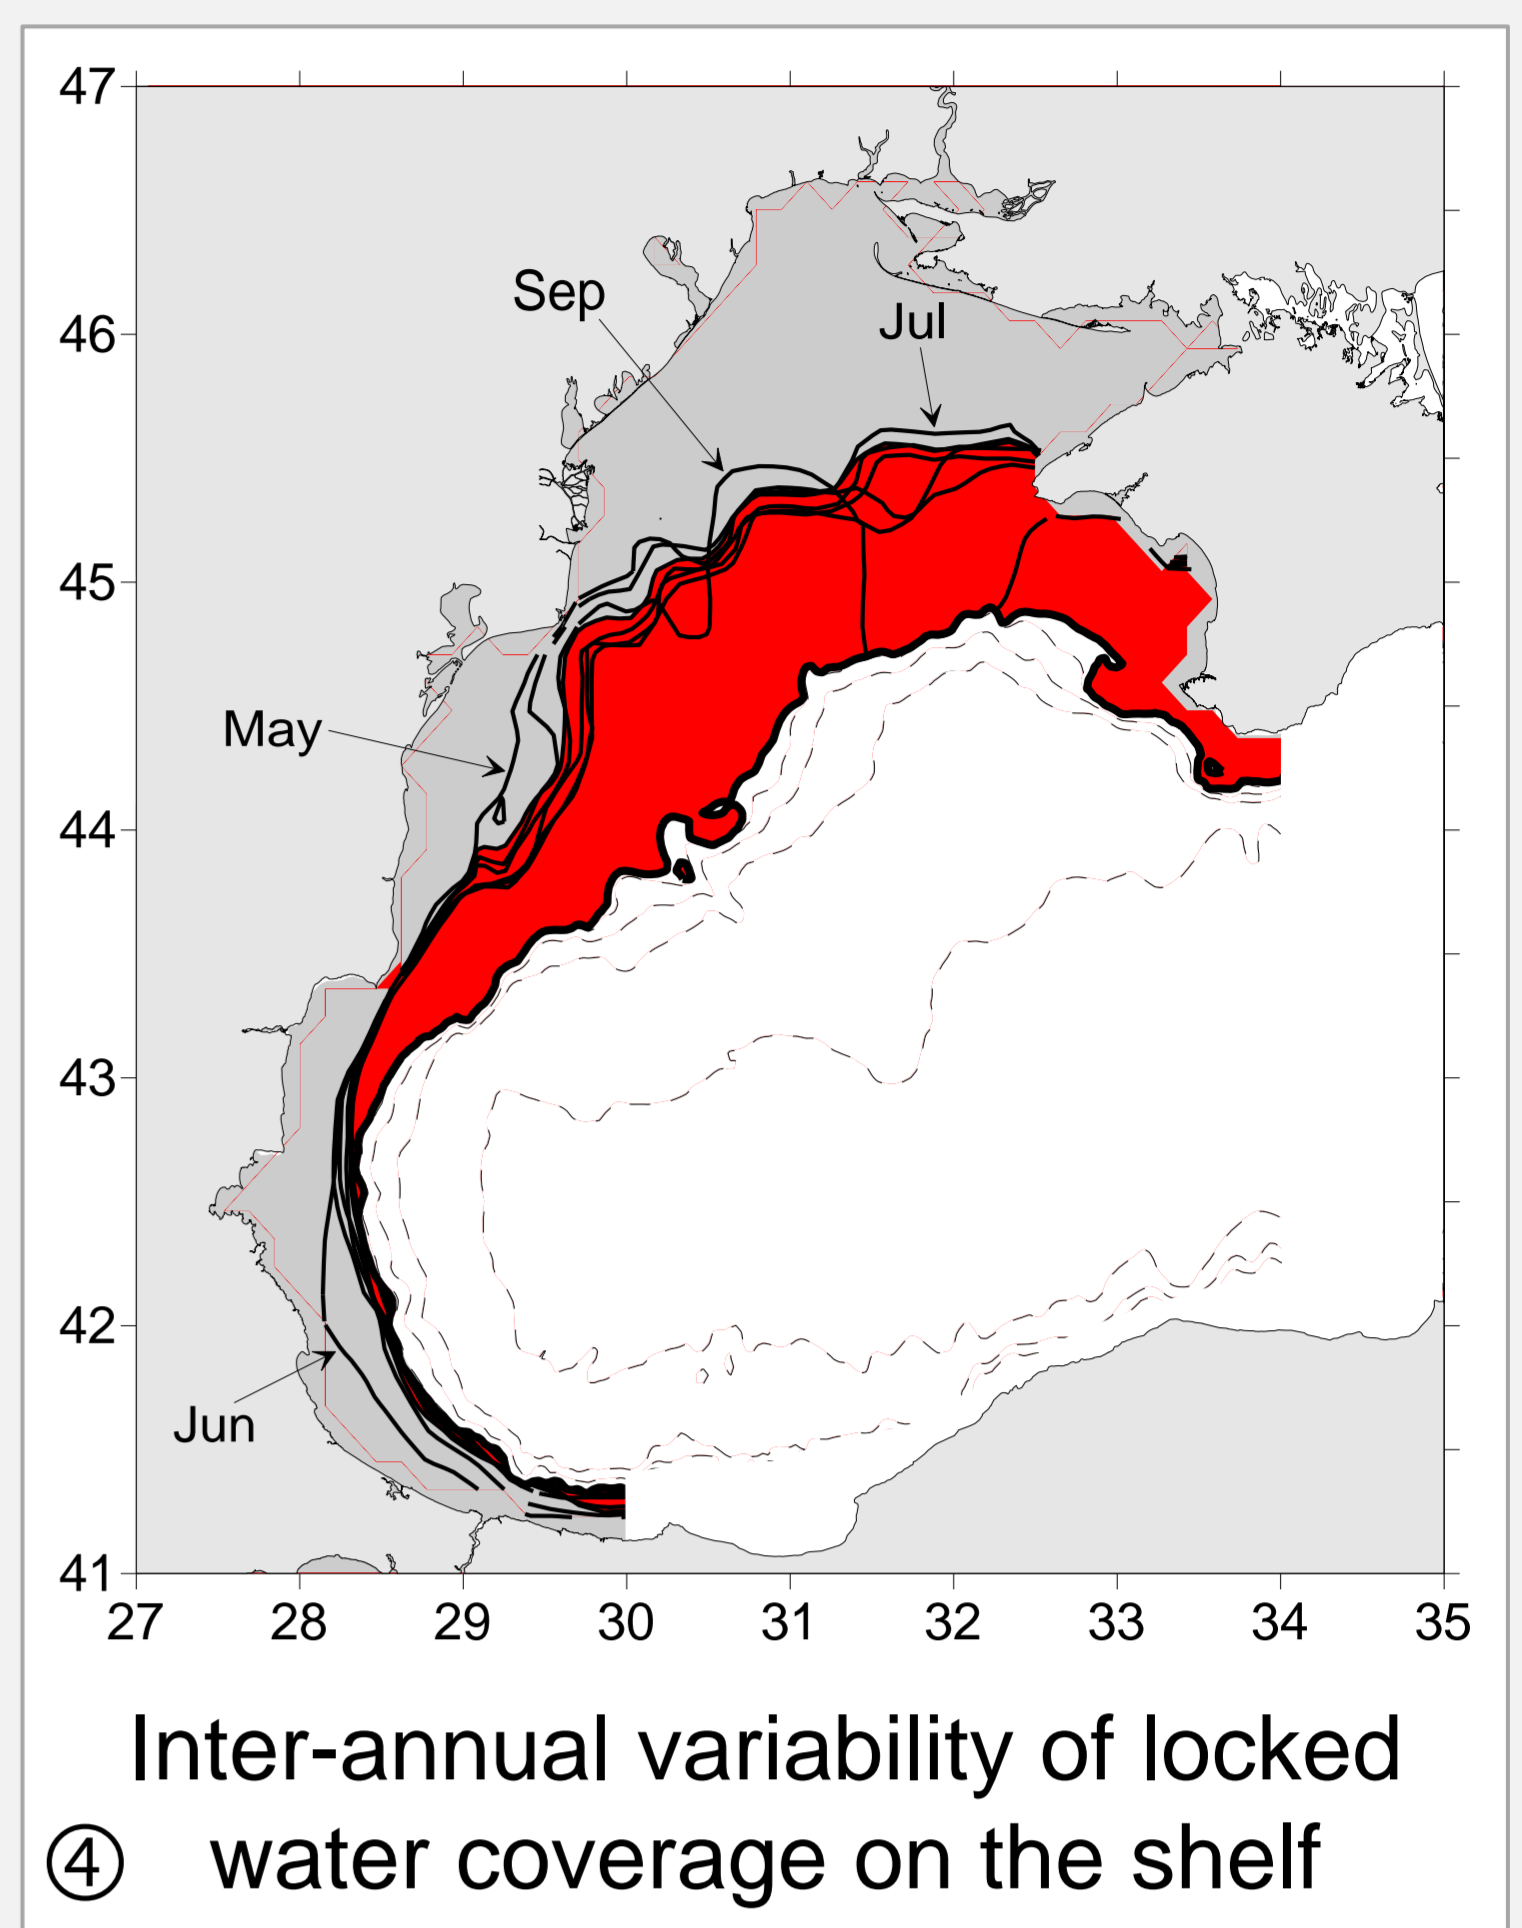 47
Sep
Jul
46
45
May
44
43
42
Jun
41
27 28 29 30 31 32 33 34 35
Inter-annual variability of locked
④ water coverage on the shelf